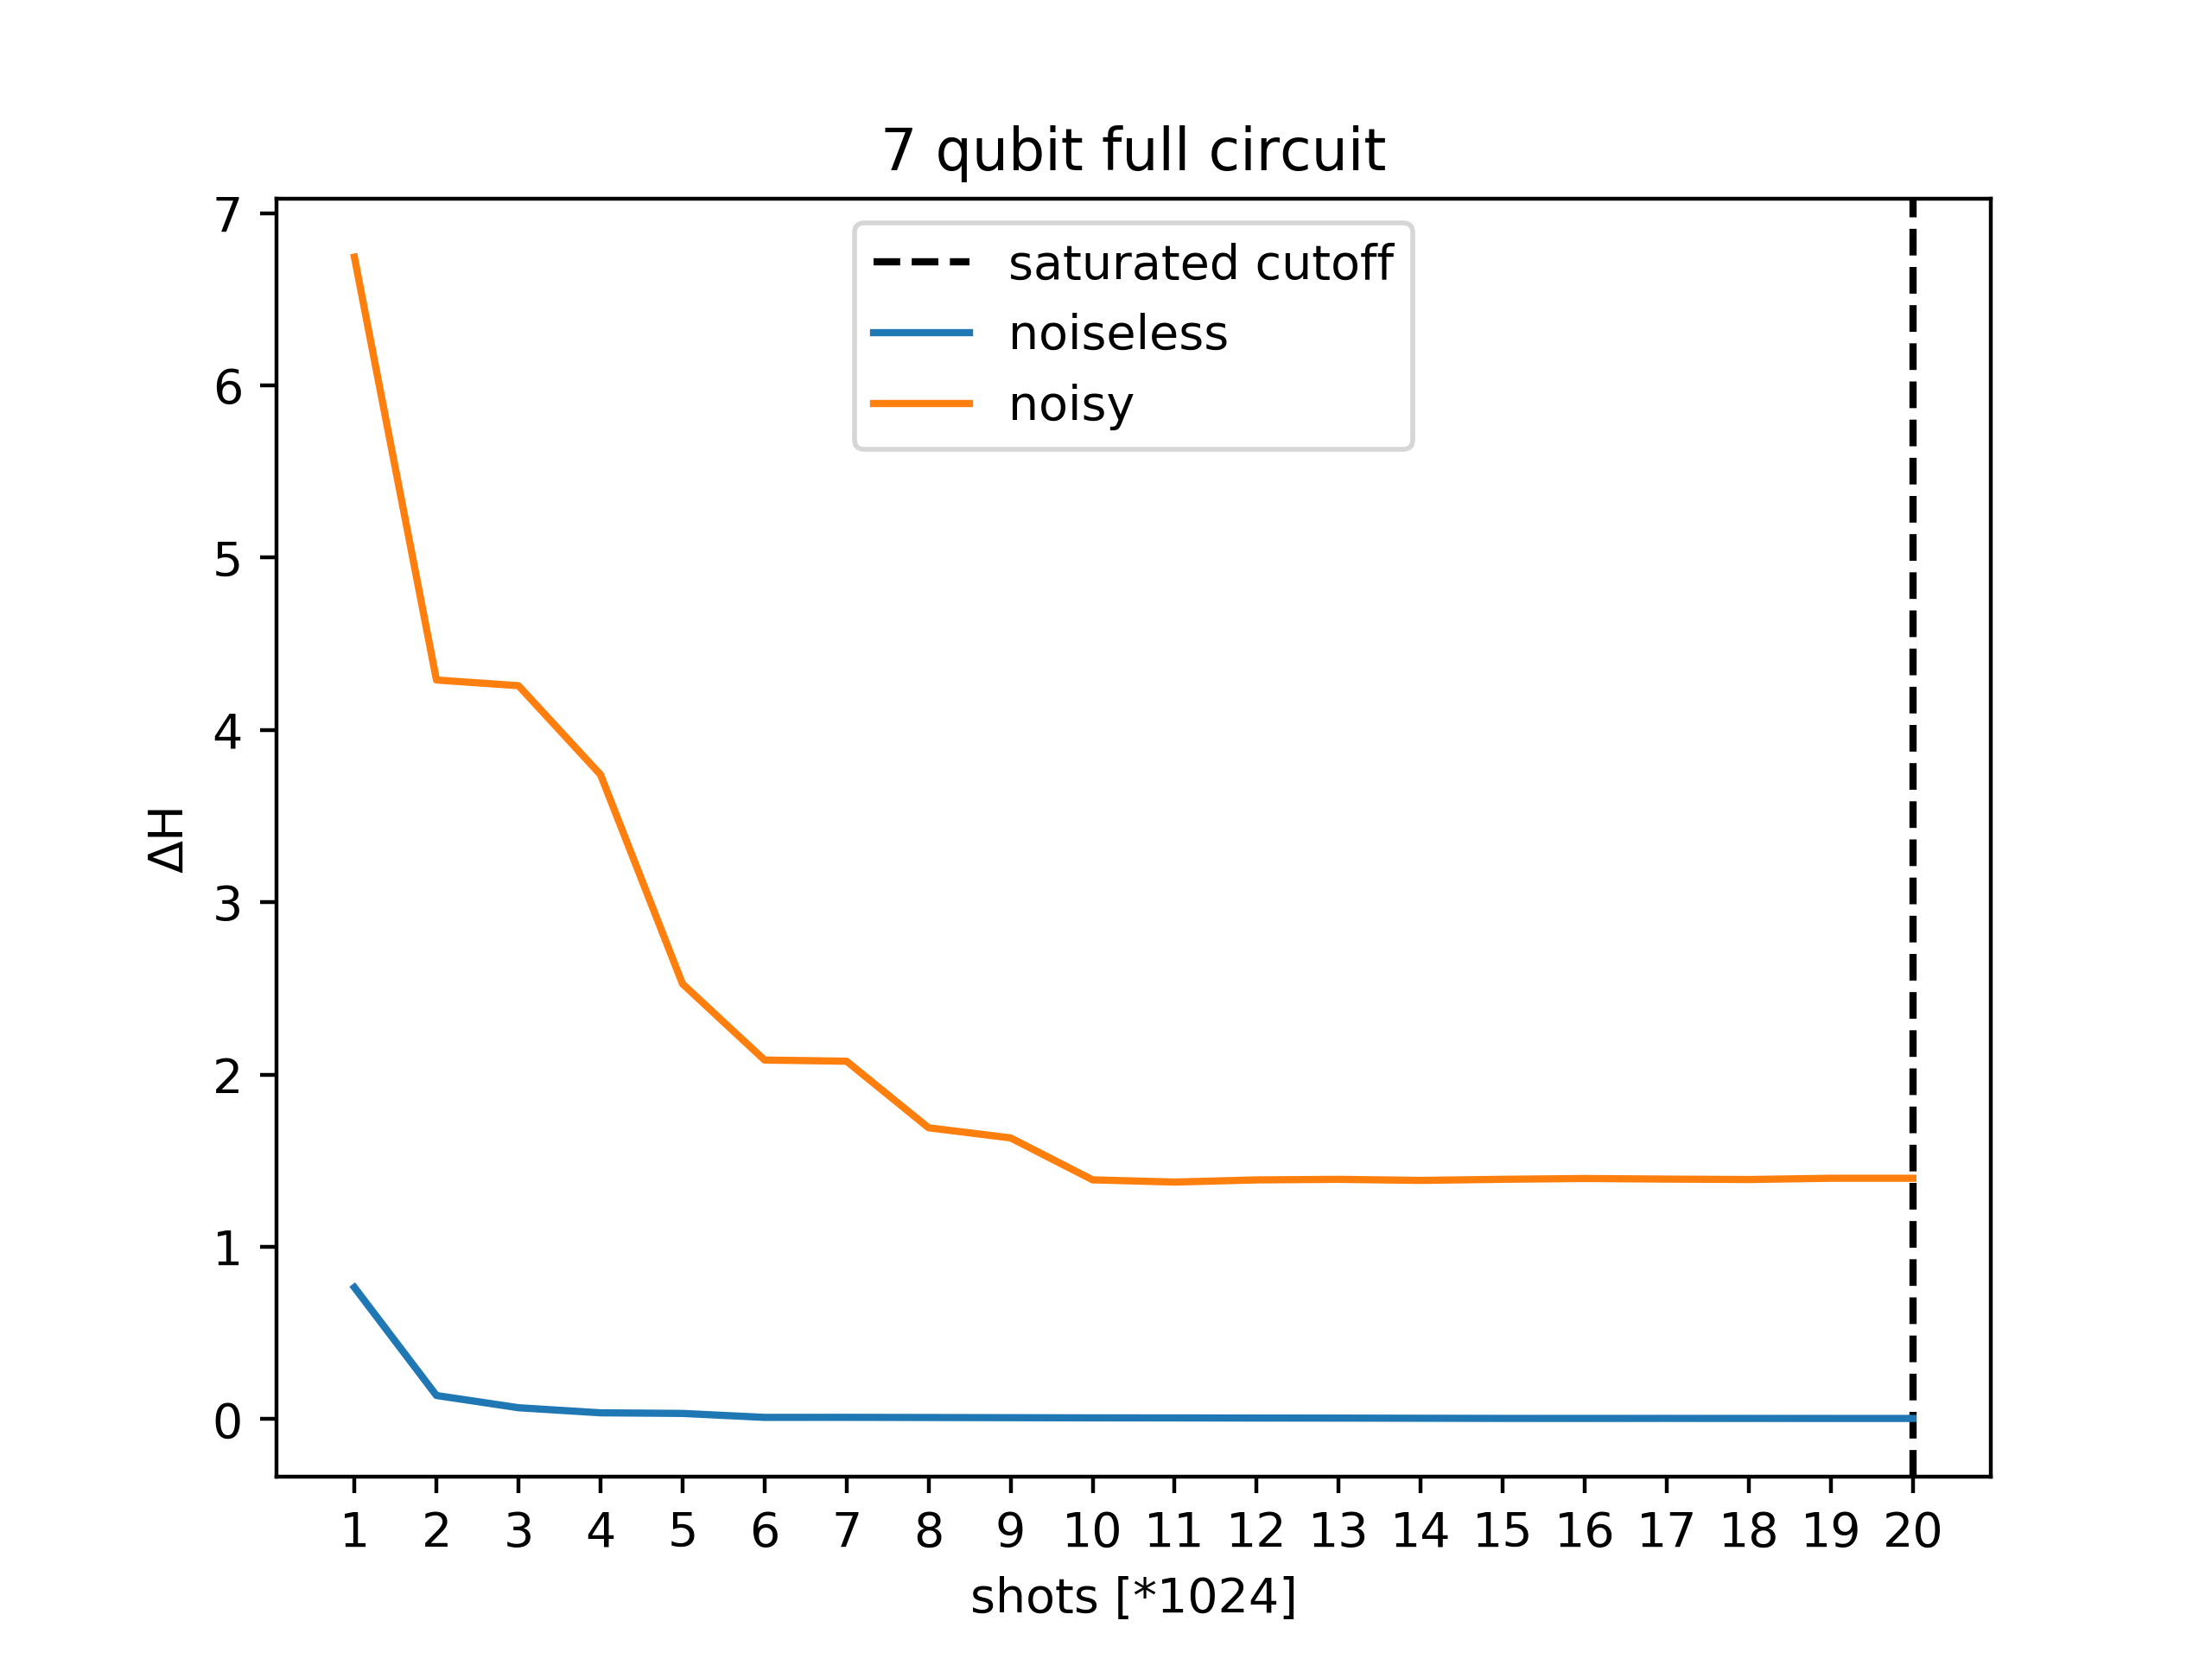 7 qubit full circuit
saturated cutoff
noiseless
noisy
7
6
5
4
3
2
1
0
ΔH
1 2 3 4 5 6 7 8 9 10 11 12 13 14 15 16 17 18 19 20
shots [*1024]